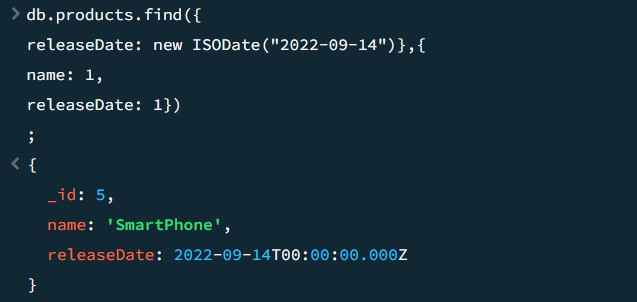 > db.products.find({
releaseDate: new ISODate("2022-09-14")},{
name: 1,
releaseDate: 1})
;
< {
_id: 5,
name: 'SmartPhone',
releaseDate: 2022-09-14T00:00:00.000Z
}